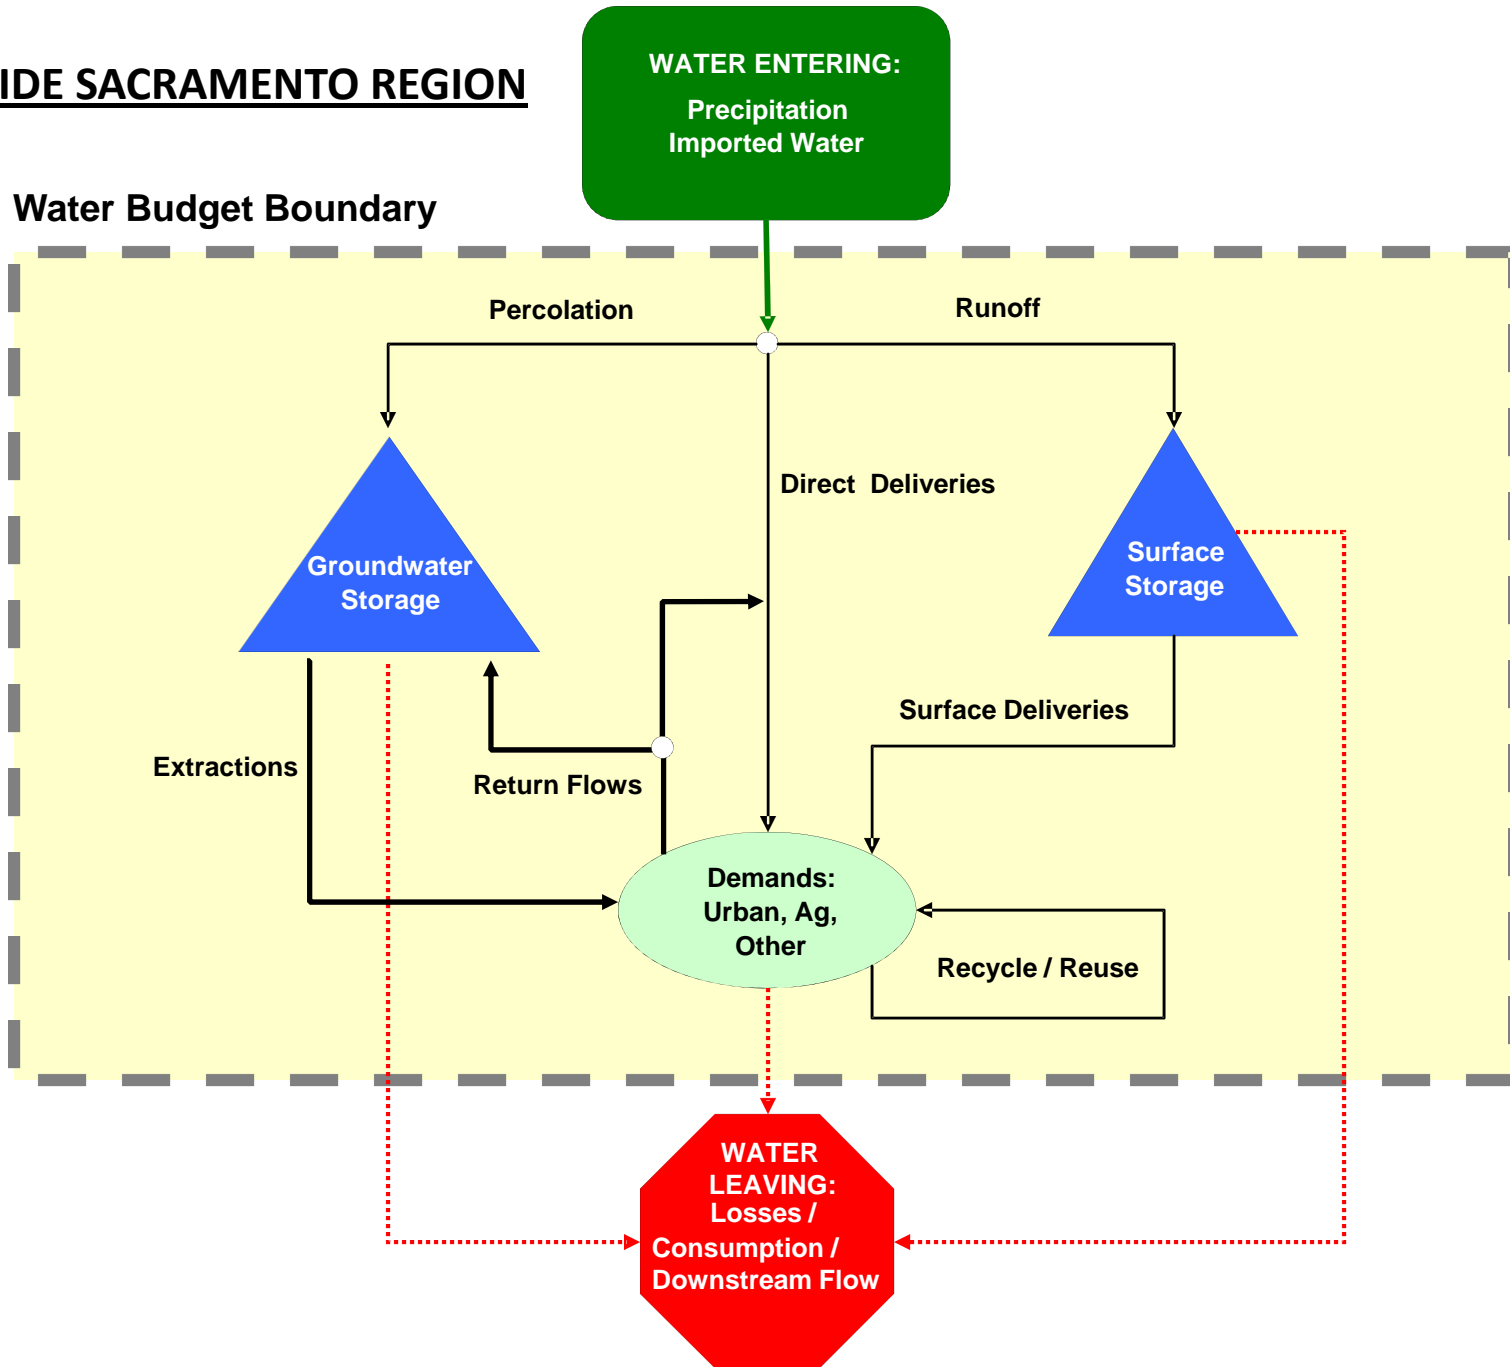 IDE SACRAMENTO REGION
WATER ENTERING:
Precipitation
Imported Water
Water Budget Boundary
Percolation
Runoff
Direct Deliveries
Groundwater
Storage
Surface
Storage
Surface Deliveries
Extractions
Return Flows
Demands:
Urban, Ag,
Other
Recycle / Reuse
WATER
LEAVING:
Losses /
Consumption /
Downstream Flow